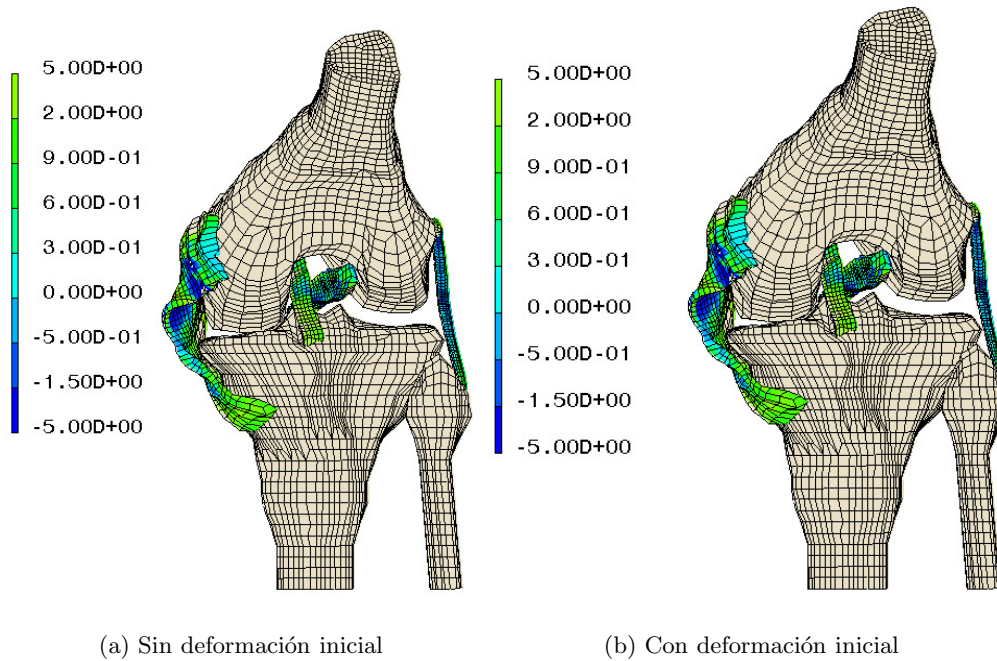 5.00D+00
2.00D+00
9.00D-01
6.00D-01
3.00D-01
0.00D+00
-5.00D-01
-1.50D+00
-5.00D+00
5.00D+00
2.00D+00
9.00D-01
6.00D-01
3.00D-01
0.00D+00
-5.00D-01
-1.50D+00
-5.00D+00
(a) Sin deformación inicial
(b) Con deformación inicial